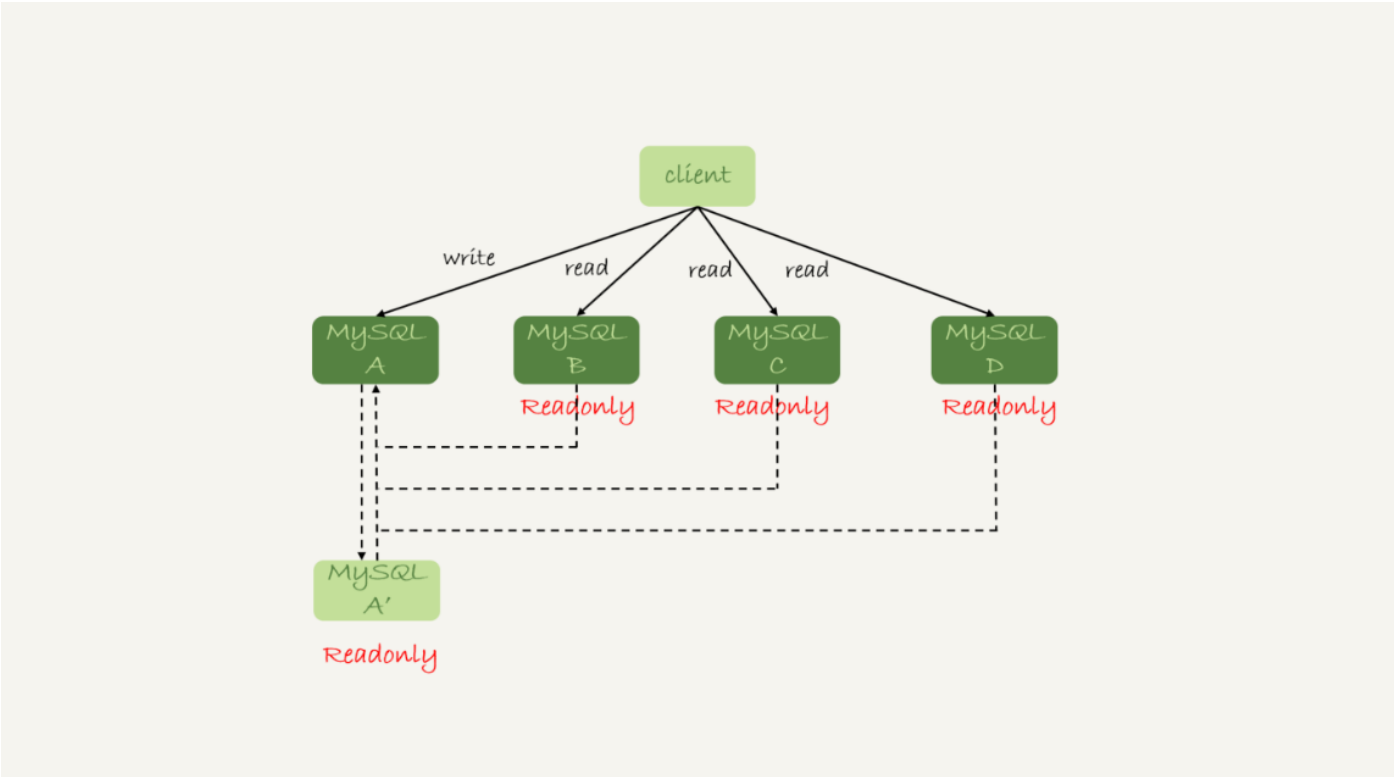 client
write
read
read
read
MySQL
A
MySQL
B
MySQL
C
MySQL
D
Readonly
Readonly
Readonly
MySQL
A'
Readonly